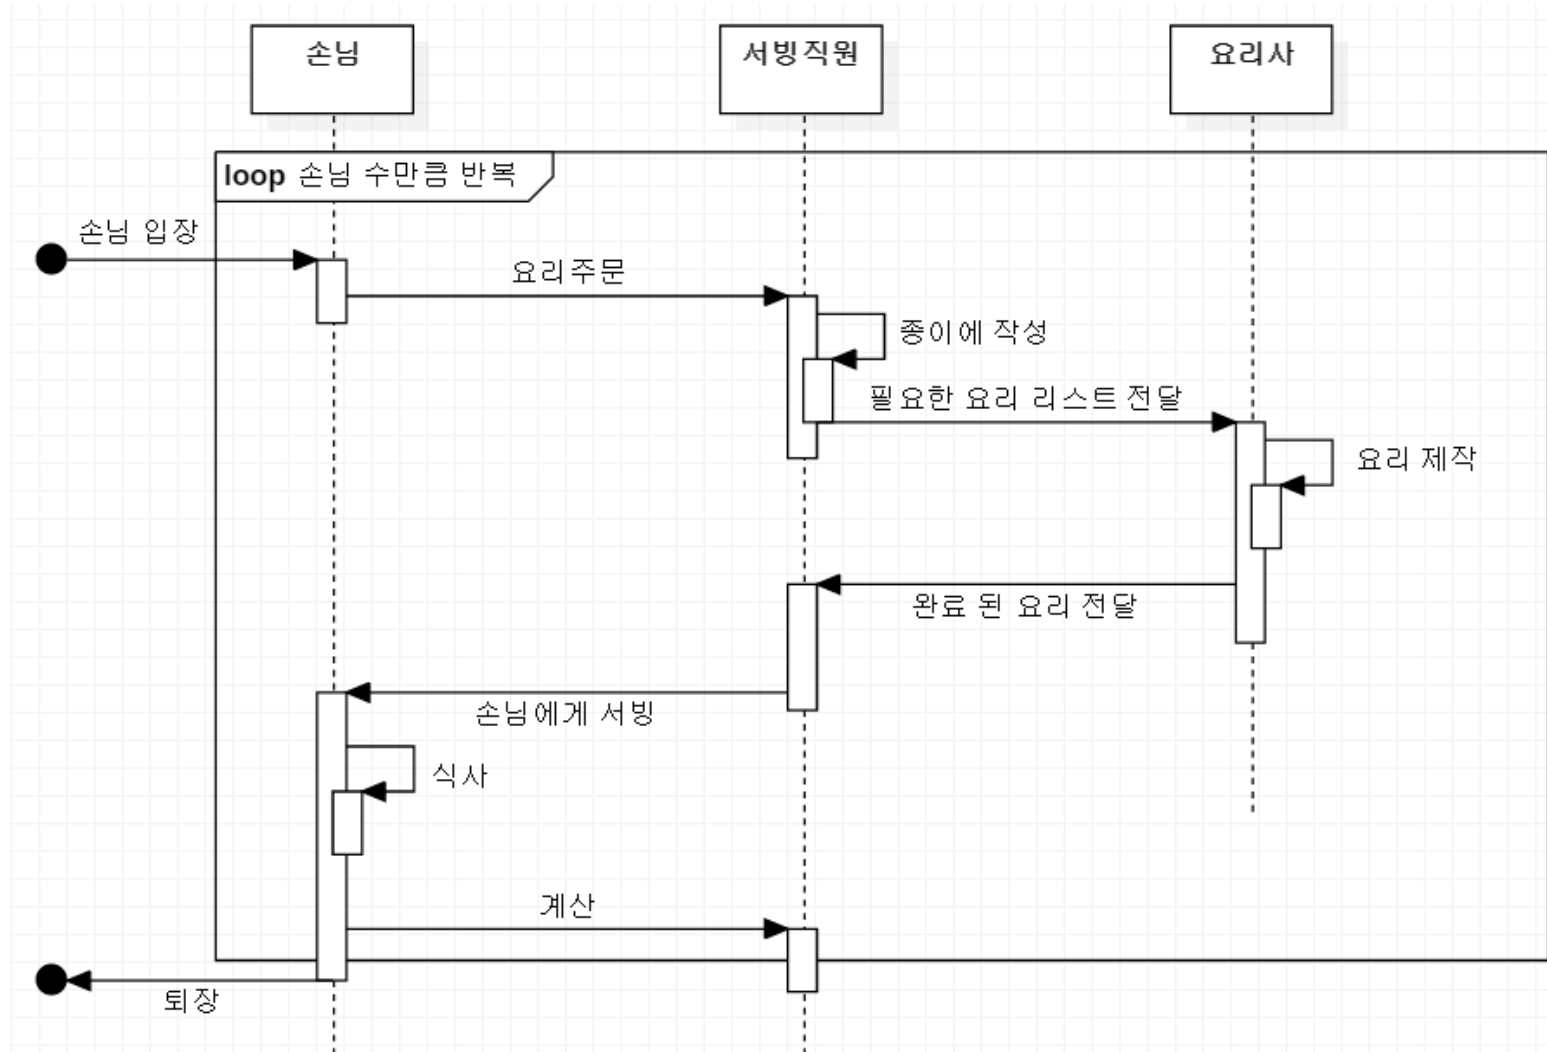 손님
서빙직원
요리사
loop 손님 수만큼 반복
손님 입장
요리주문
종이에 작성
필요한 요리 리스트 전달
요리 제작
완료 된 요리 전달
손님에게 서빙
식사
계산
퇴장